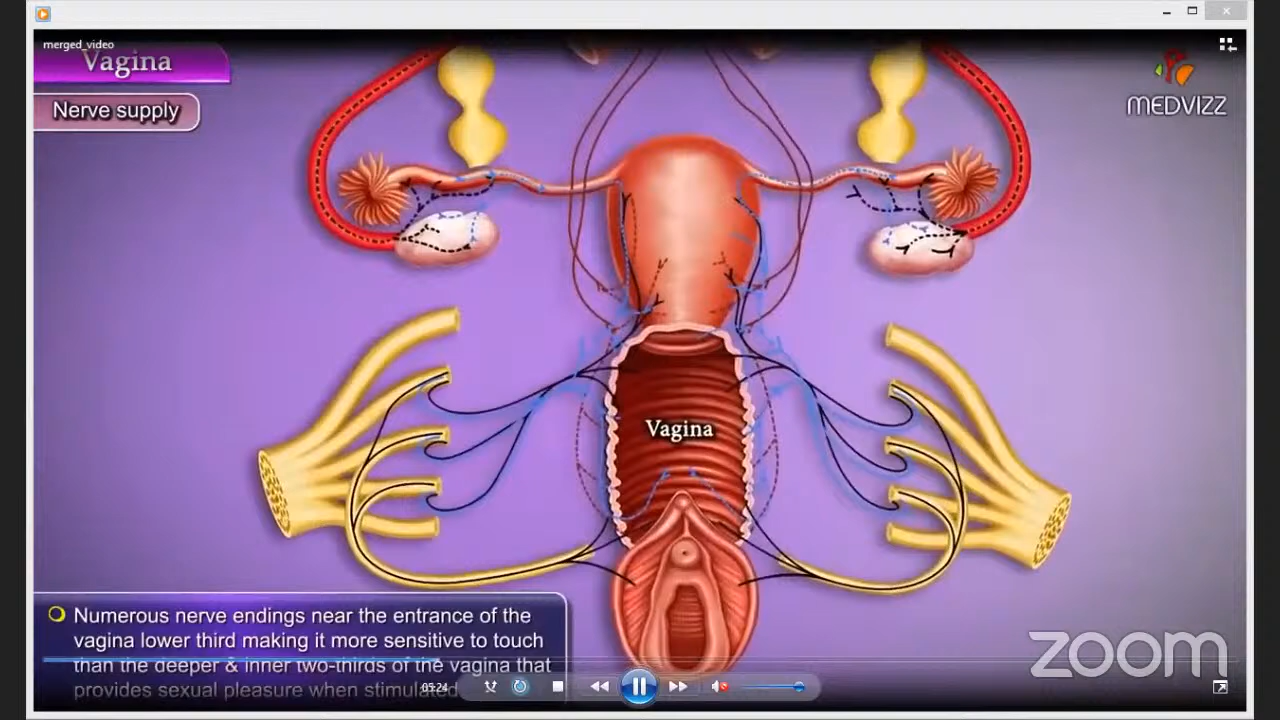 merged_video
Vagina
Nerve supply
MEDVIZZ
Vagina
Numerous nerve endings near the entrance of the
vagina lower third making it more sensitive to touch
than the deeper & inner two-thirds of the vagina that
provides sexual pleasure when stimulated
05:24
zoom